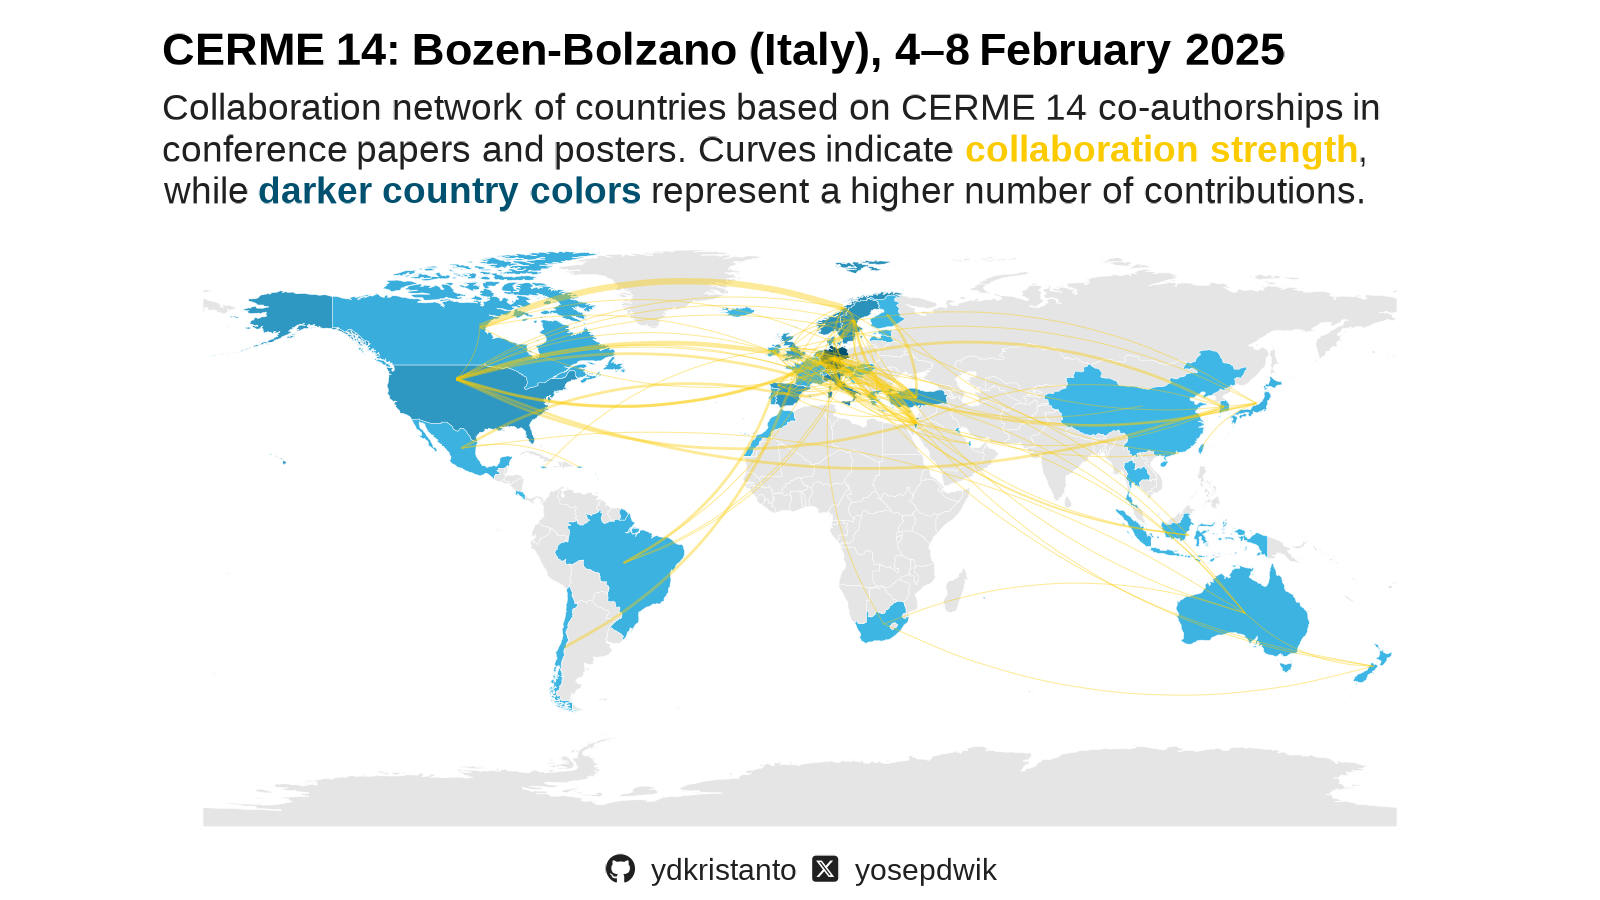 CERME 14: Bozen-Bolzano (Italy), 4–8 February 2025
Collaboration network of countries based on CERME 14 co-authorships in
conference papers and posters. Curves indicate collaboration strength,
while darker country colors represent a higher number of contributions.
ydkristanto yosepdwik